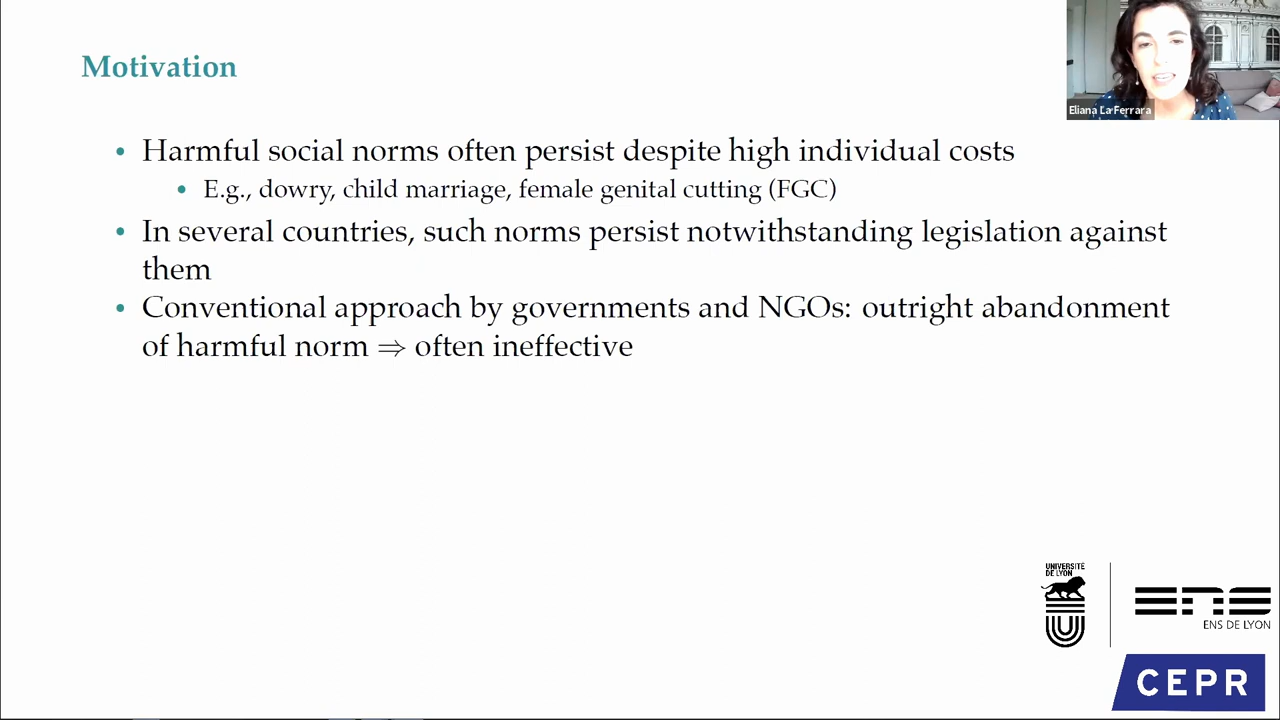 Motivation
Eliana La Ferrara
• Harmful social norms often persist despite high individual costs
• E.g., dowry, child marriage, female genital cutting (FGC)
• In several countries, such norms persist notwithstanding legislation against
them
• Conventional approach by governments and NGOs: outright abandonment
of harmful norm ⇒ often ineffective
UNIVERSITE
DE LYON
ENS
ENS DE LYON
CEPR